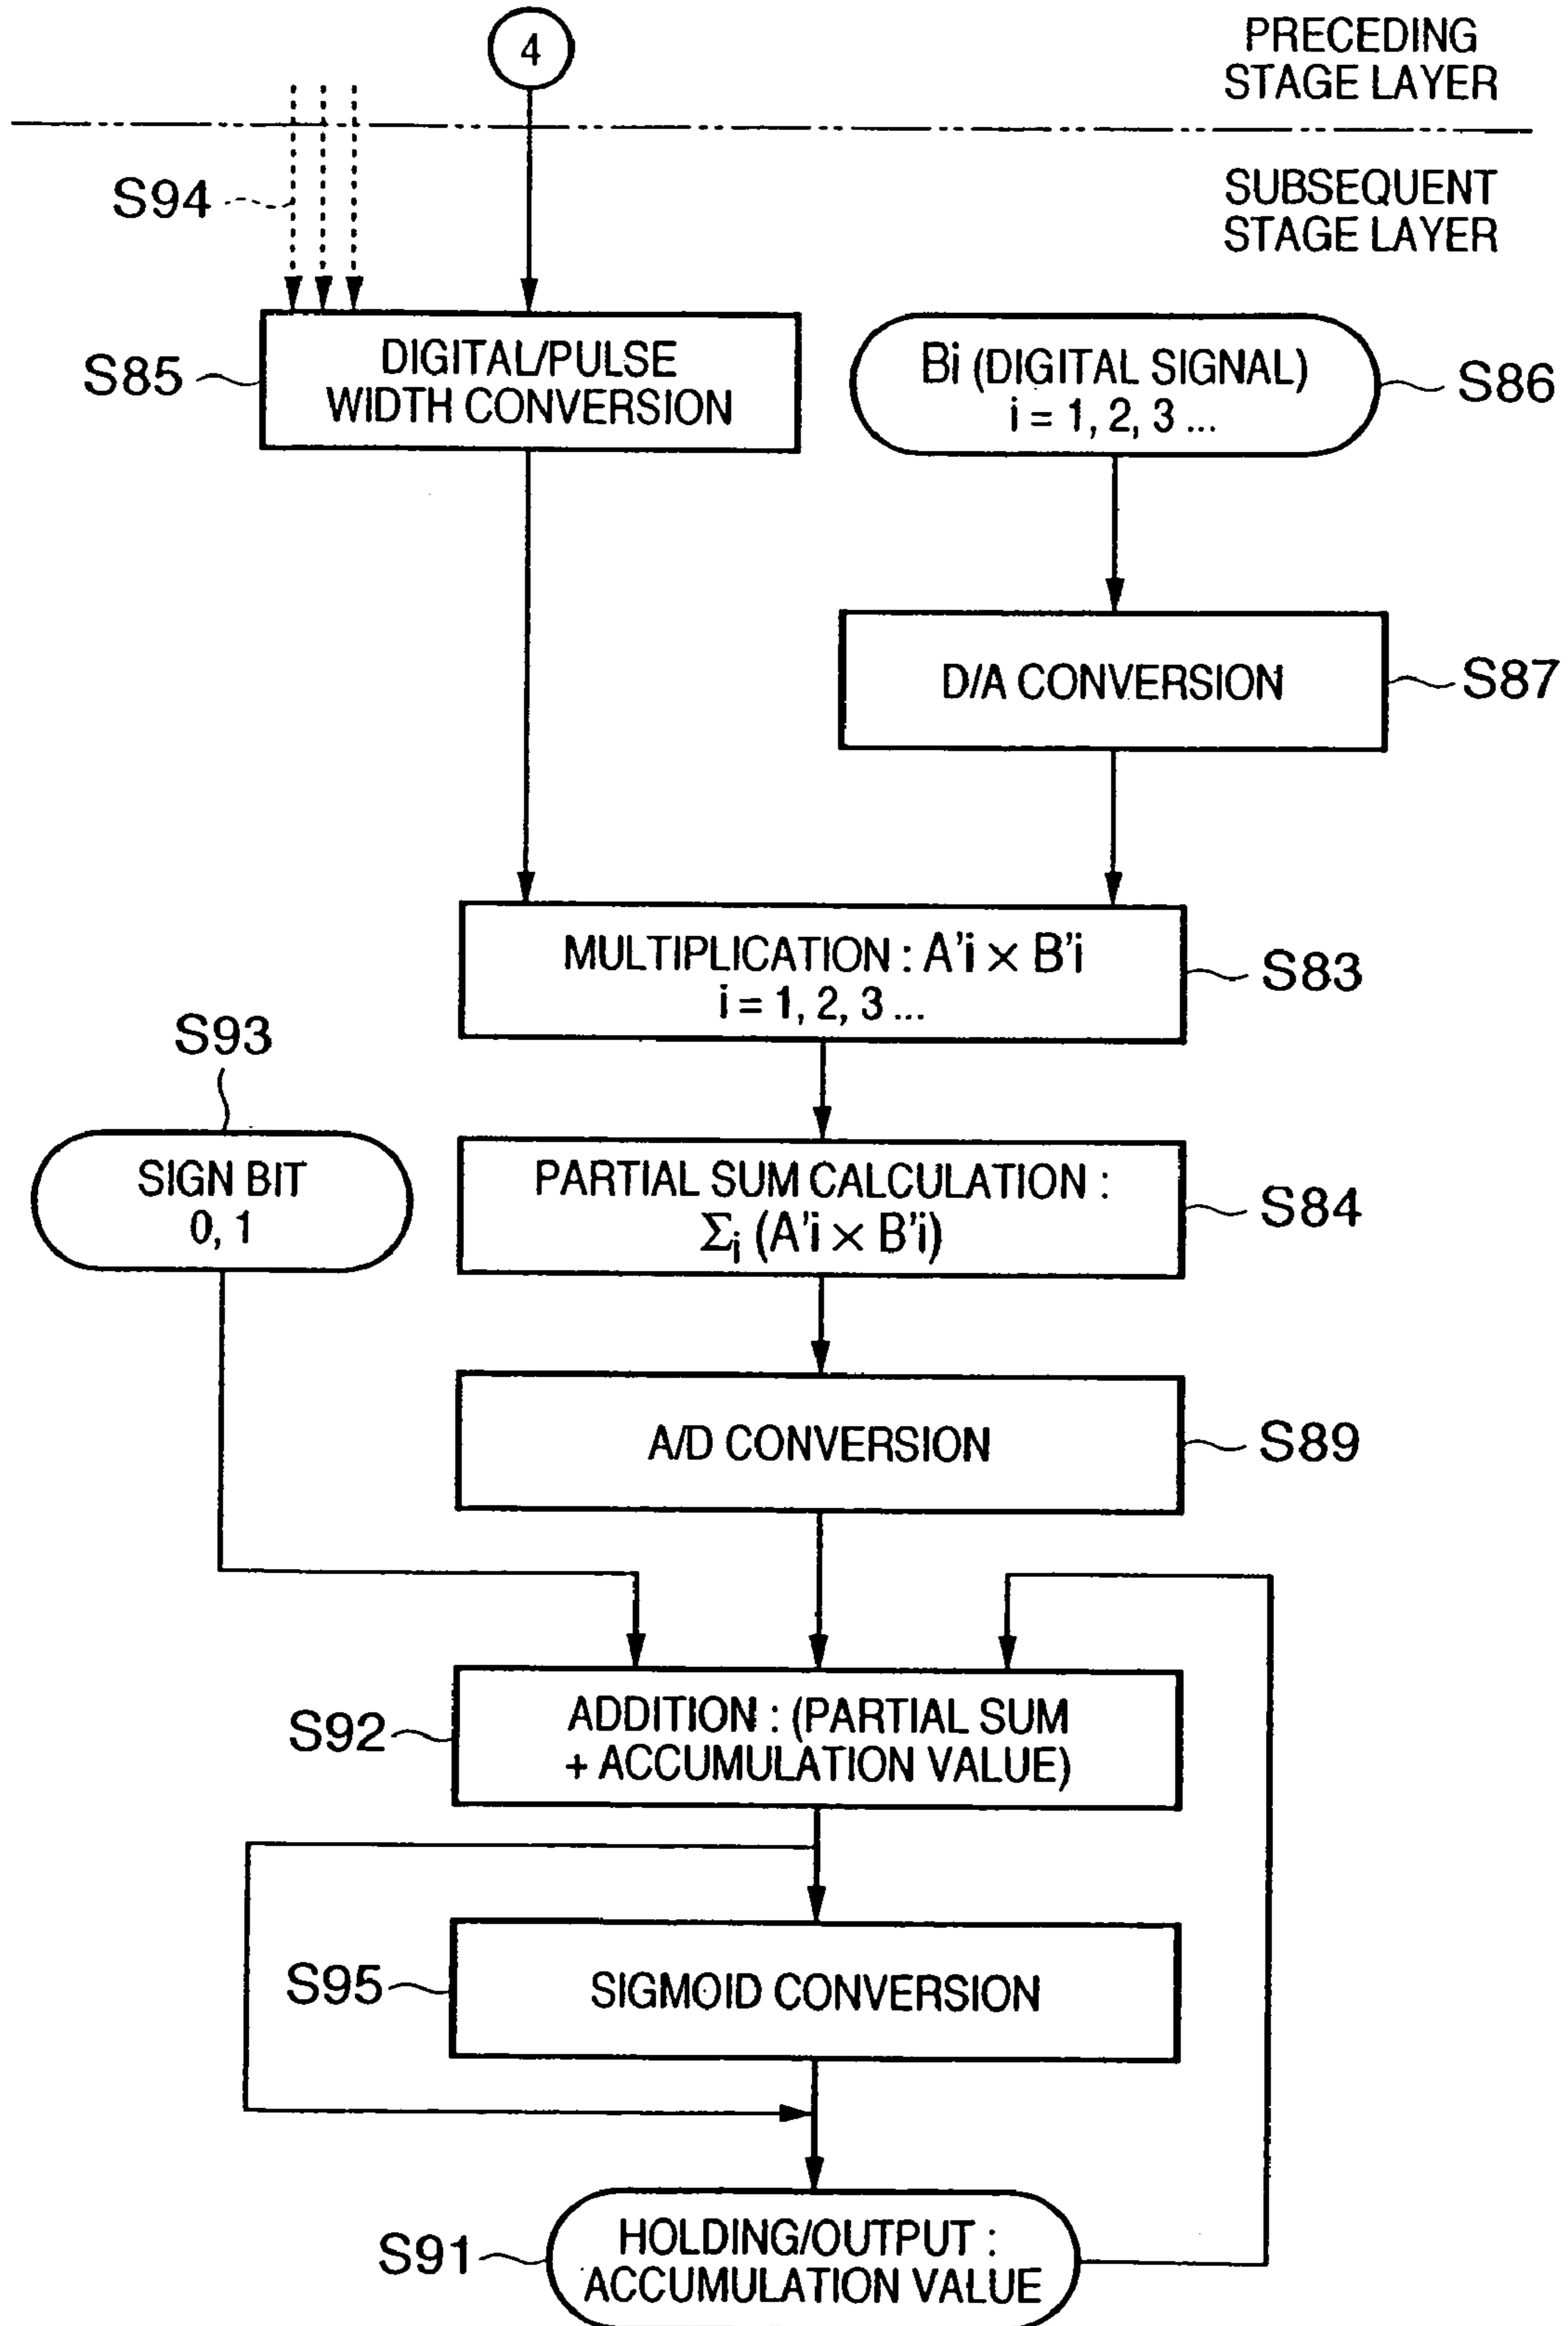 4
PRECEDING
STAGE LAYER
SUBSEQUENT
STAGE LAYER
S94
S85
DIGITAL/PULSE
WIDTH CONVERSION
Bi (DIGITAL SIGNAL)
i = 1, 2, 3 ...
S86
D/A CONVERSION
S87
MULTIPLICATION : A'i × B'i
i = 1, 2, 3 ...
S83
S93
SIGN BIT
0, 1
PARTIAL SUM CALCULATION :
Σi (A'i × B'i)
S84
A/D CONVERSION
S89
S92
ADDITION : (PARTIAL SUM
+ ACCUMULATION VALUE)
S95
SIGMOID CONVERSION
S91
HOLDING/OUTPUT :
ACCUMULATION VALUE